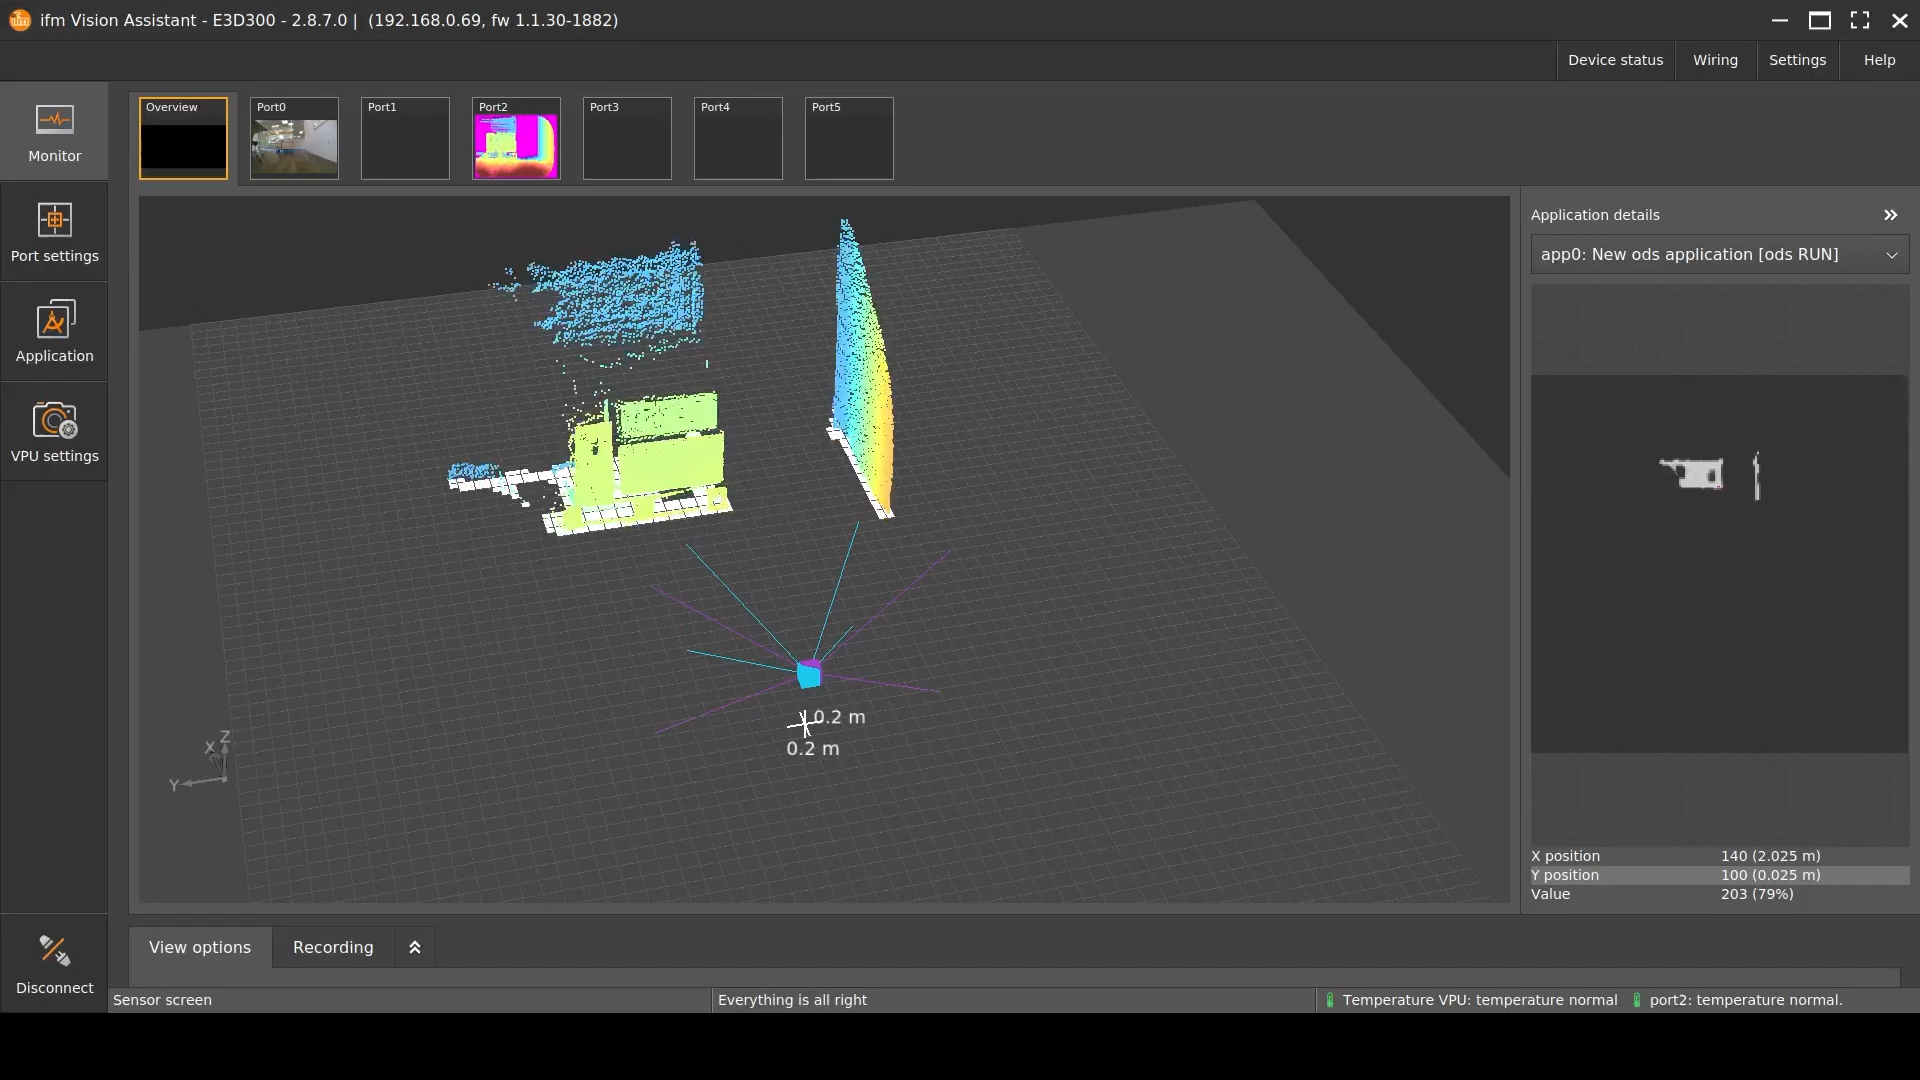 ifm Vision Assistant - E3D300 - 2.8.7.0 | (192.168.0.69, fw 1.1.30-1882)
Device status Wiring Settings Help
Monitor
Port settings
Application
VPU settings
Disconnect
Overview Port0 Port1 Port2 Port3 Port4 Port5
0.2 m
0.2 m
X Z
Y
Application details
app0: New ods application [ods RUN]
X position 140 (2.025 m)
Y position 100 (0.025 m)
Value 203 (79%)
View options Recording
Sensor screen Everything is all right Temperature VPU: temperature normal port2: temperature normal.